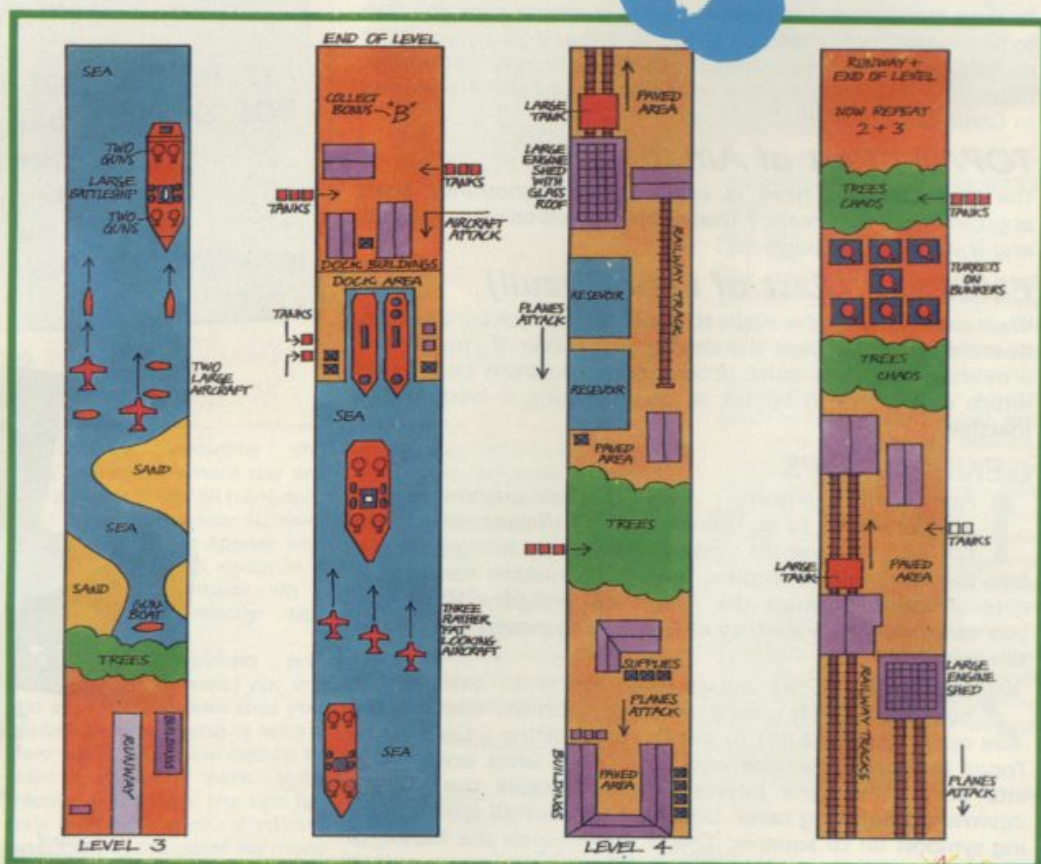 SEA
TWO
GUNS
LARGE
BATTLESHIP
TWO
GUNS
TWO
LARGE
AIRCRAFT
SAND
SEA
SAND
GUN
BOAT
TREES
RUNWAY
BUILDINGS
LEVEL 3
END OF LEVEL
COLLECT
BONUS "B"
TANKS
TANKS
AIRCRAFT
ATTACK
DOCK BUILDINGS
DOCK AREA
TANKS
SEA
THREE
RATHER
"FAT"
LOOKING
AIRCRAFT
SEA
LARGE
TANK
PAVED
AREA
LARGE
ENGINE
SHED
WITH
GLASS
ROOF
RAILWAY TRACK
RESEVOIR
PLANES
ATTACK
RESEVOIR
PAVED
AREA
TREES
SUPPLIES
PLANES
ATTACK
BUILDINGS
PAVED
AREA
LEVEL 4
RUNWAY +
END OF LEVEL
NOW REPEAT
2 + 3
TREES
CHAOS
TANKS
TURRETS
ON
BUNKERS
TREES
CHAOS
TANKS
PAVED
AREA
LARGE
TANK
LARGE
ENGINE
SHED
RAILWAY TRACKS
PLANES
ATTACK